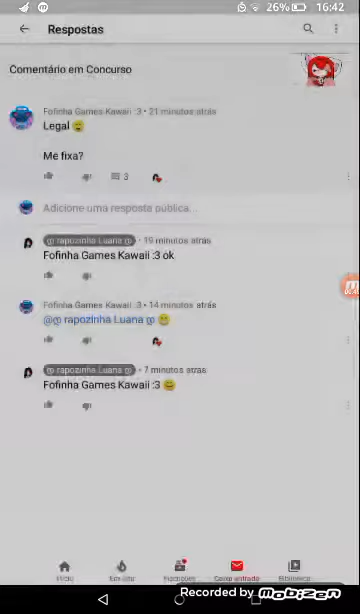 26% 16:42
Respostas
Comentário em Concurso
Fofinha Games Kawaii :3 • 21 minutos atrás
Legal
Me fixa?
3
Adicione uma resposta pública...
@ rapozinha Luana @ • 19 minutos atrás
Fofinha Games Kawaii :3 ok
Fofinha Games Kawaii :3 • 14 minutos atrás
@@ rapozinha Luana @
@ rapozinha Luana @ • 7 minutos atrás
Fofinha Games Kawaii :3
Início Em alta Inscrições Caixa entrada Biblioteca
Recorded by mobizen